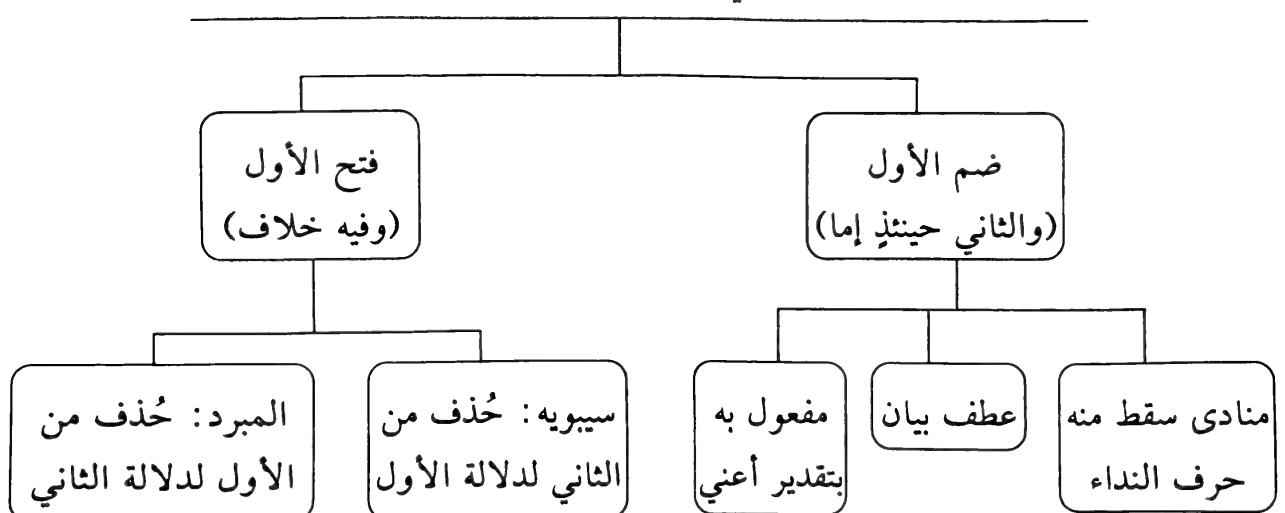 ضم الأول
(والثاني حينئذٍ إما)
فتح الأول
(وفيه خلاف)
منادى سقط منه
حرف النداء
عطف بيان
مفعول به
بتقدير أعني
سيبويه: حُذف من
الثاني لدلالة الأول
المبرد: حُذف من
الأول لدلالة الثاني